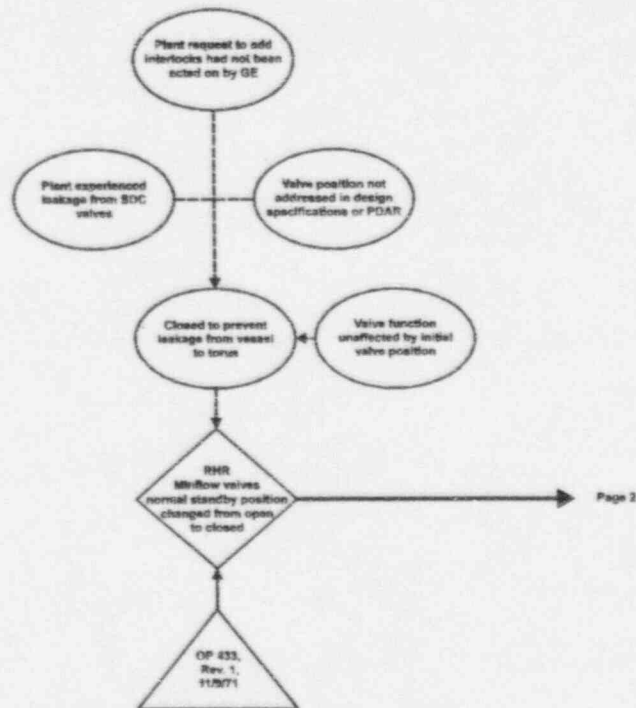 Plant request to add
interlocks had not been
acted on by GE
Plant experienced
leakage from SDC
valves
Valve position not
addressed in design
specifications or PDAR
Closed to prevent
leakage from vessel
to torus
Valve function
unaffected by initial
valve position
RHR
Miniflow valves
normal standby position
changed from open
to closed
Page 2
OP 433,
Rev. 1,
11/9/71